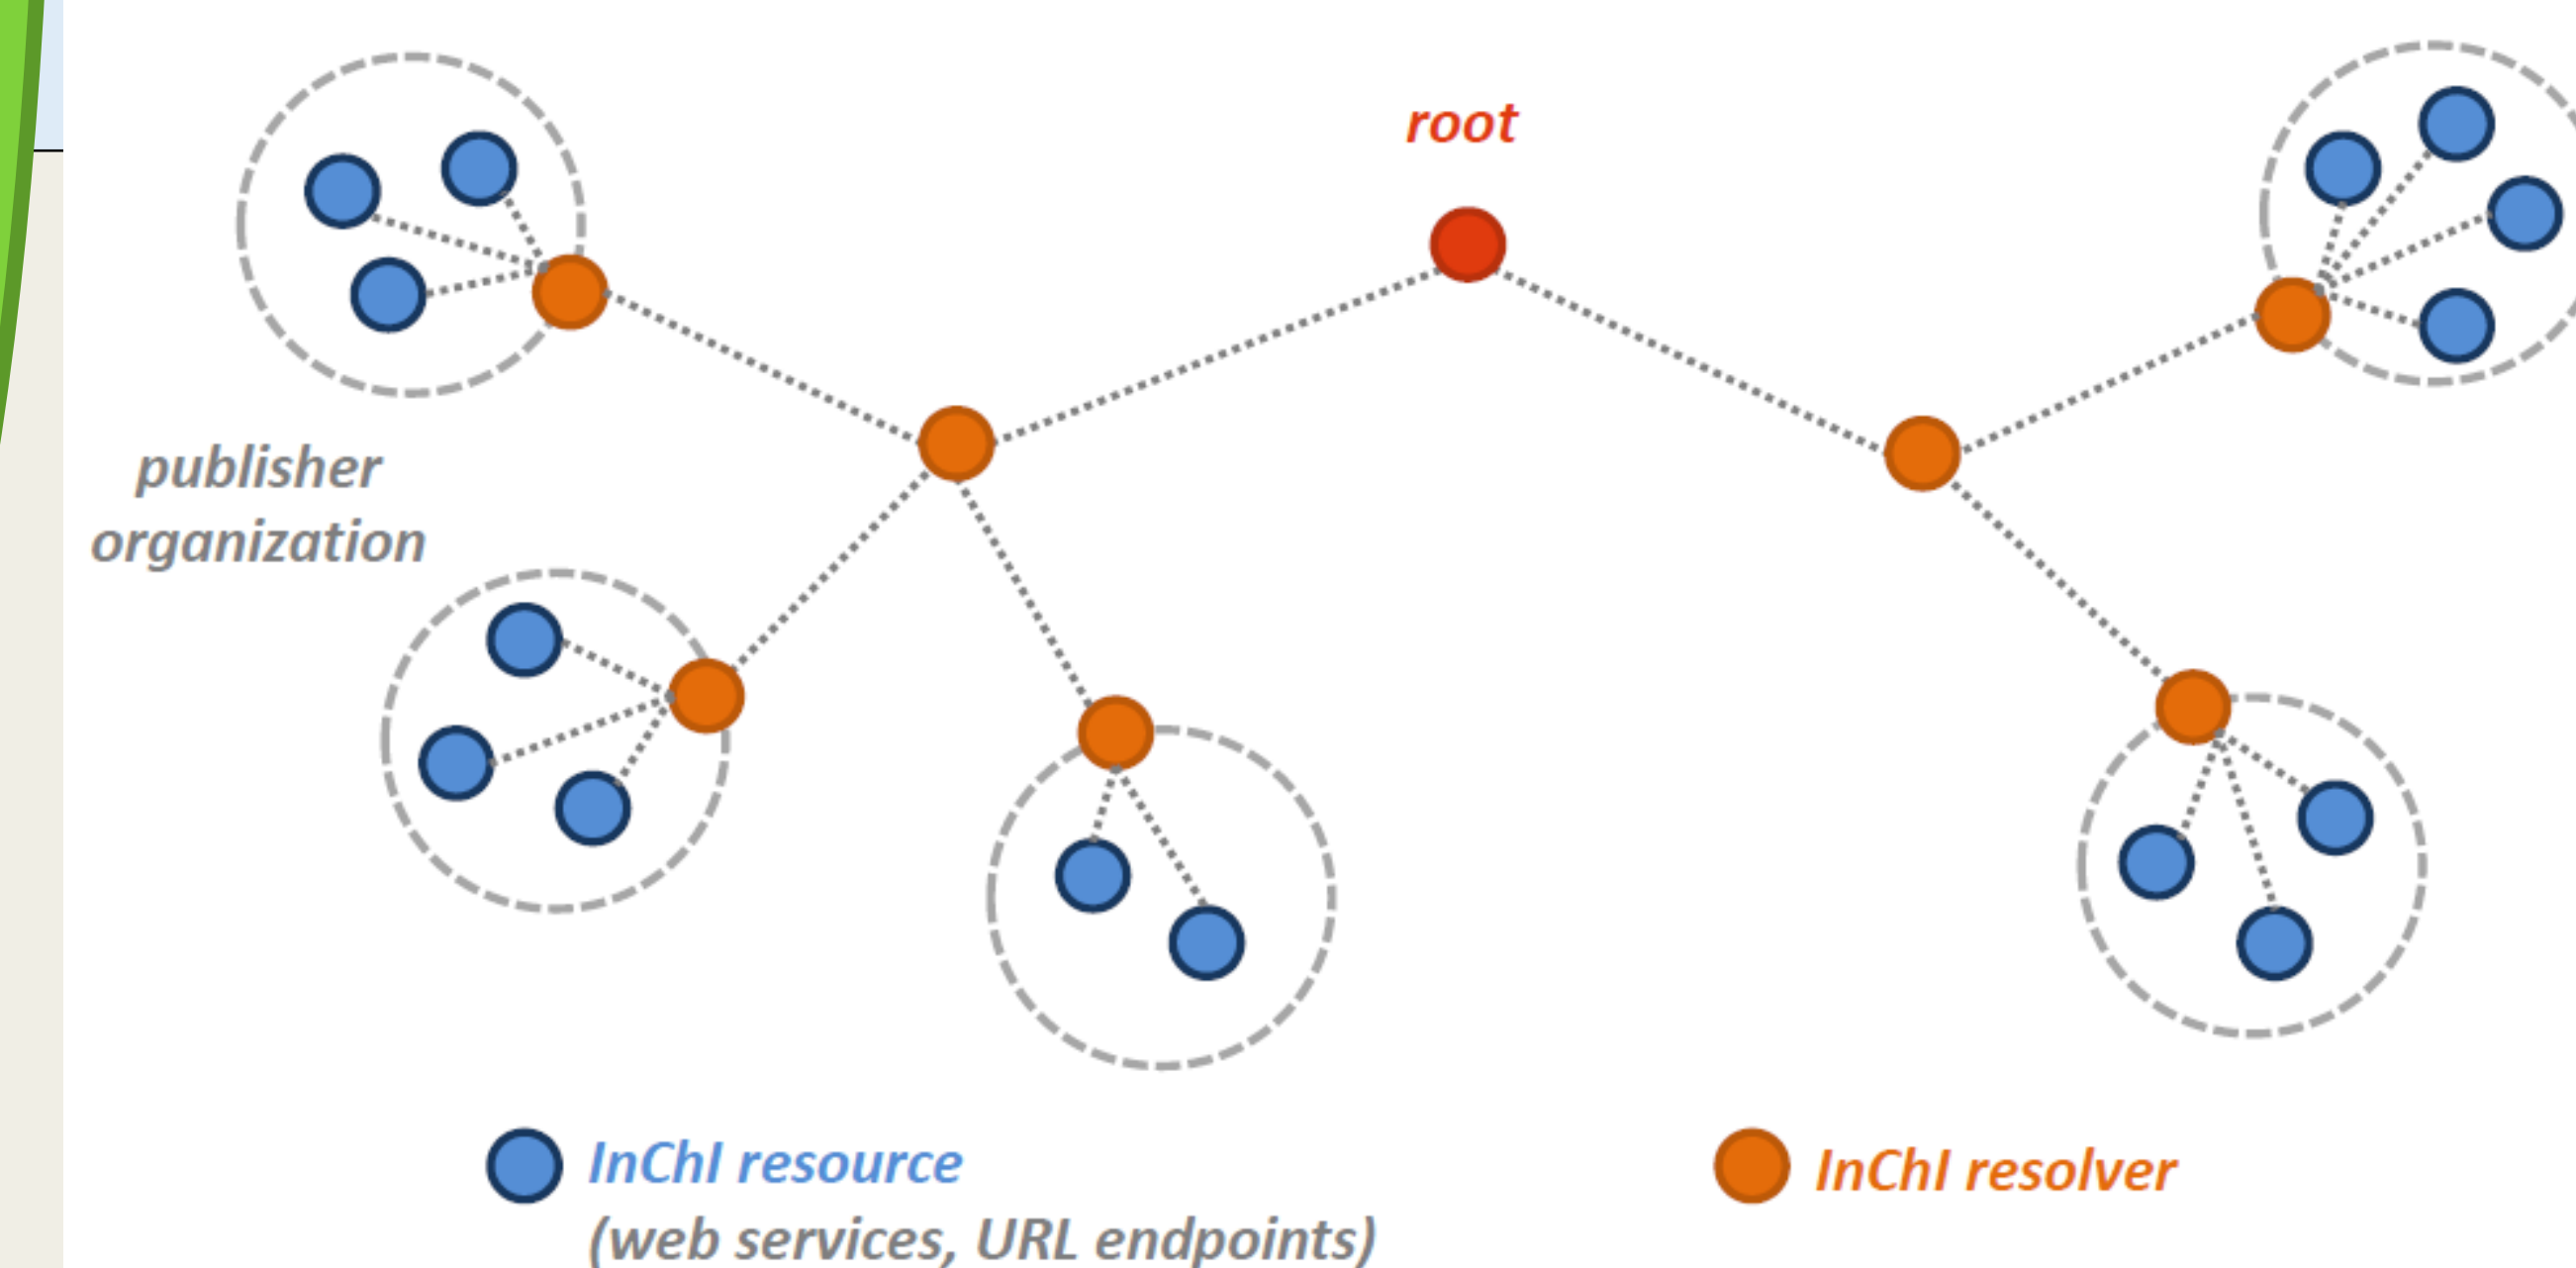 root
publisher
organization
InChI resource
(web services, URL endpoints)
InChI resolver